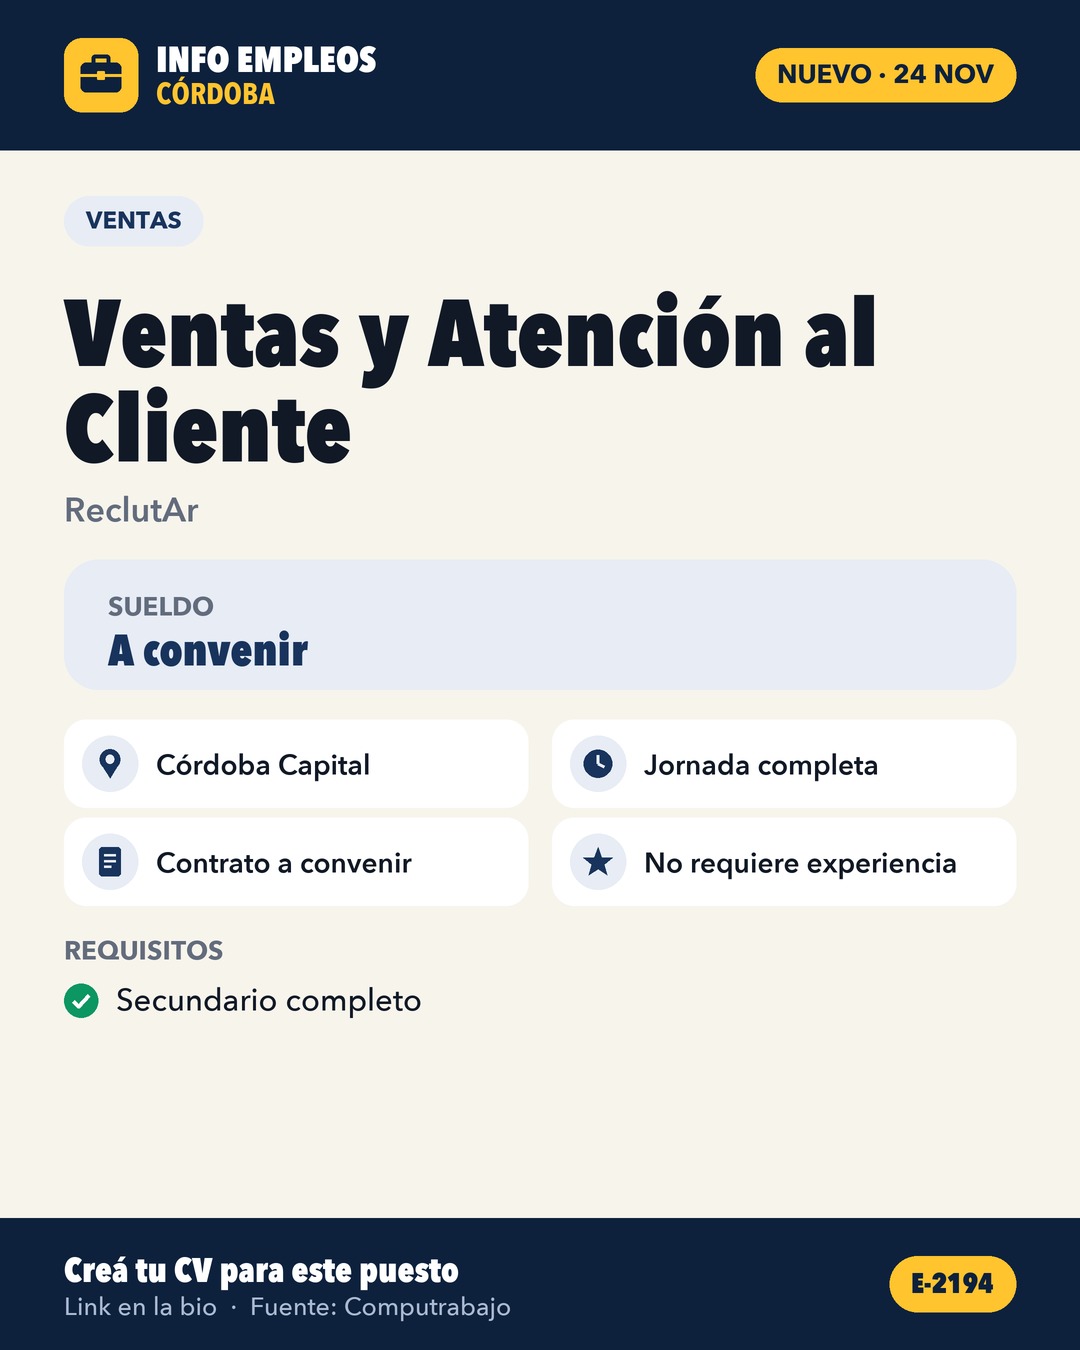 INFO EMPLEOS
CÓRDOBA
NUEVO · 24 NOV
VENTAS
Ventas y Atención al
Cliente
ReclutAr
SUELDO
A convenir
Córdoba Capital
Jornada completa
Contrato a convenir
No requiere experiencia
REQUISITOS
Secundario completo
Creá tu CV para este puesto
Link en la bio · Fuente: Computrabajo
E-2194